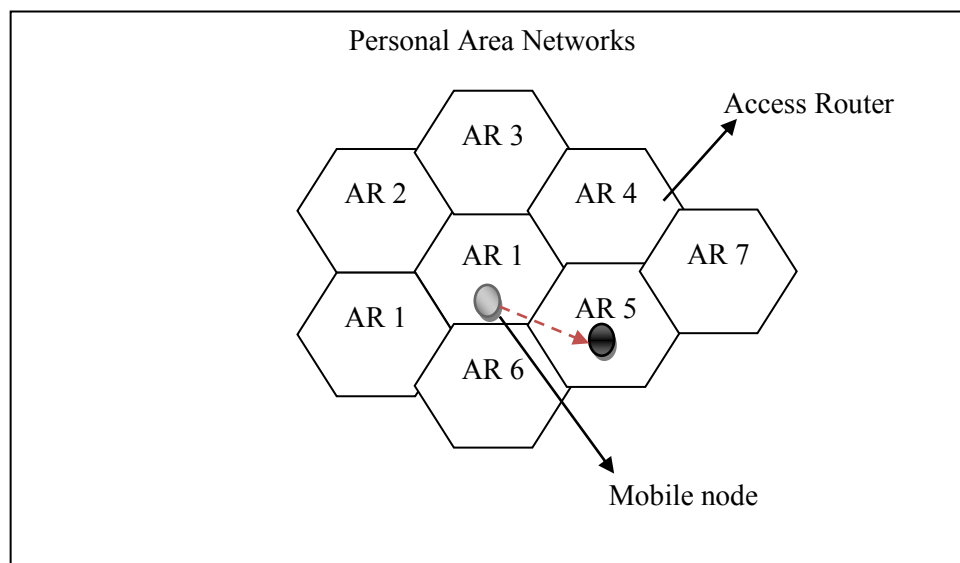 Personal Area Networks
Access Router
AR 3
AR 2
AR 4
AR 1
AR 7
AR 1
AR 5
AR 6
Mobile node